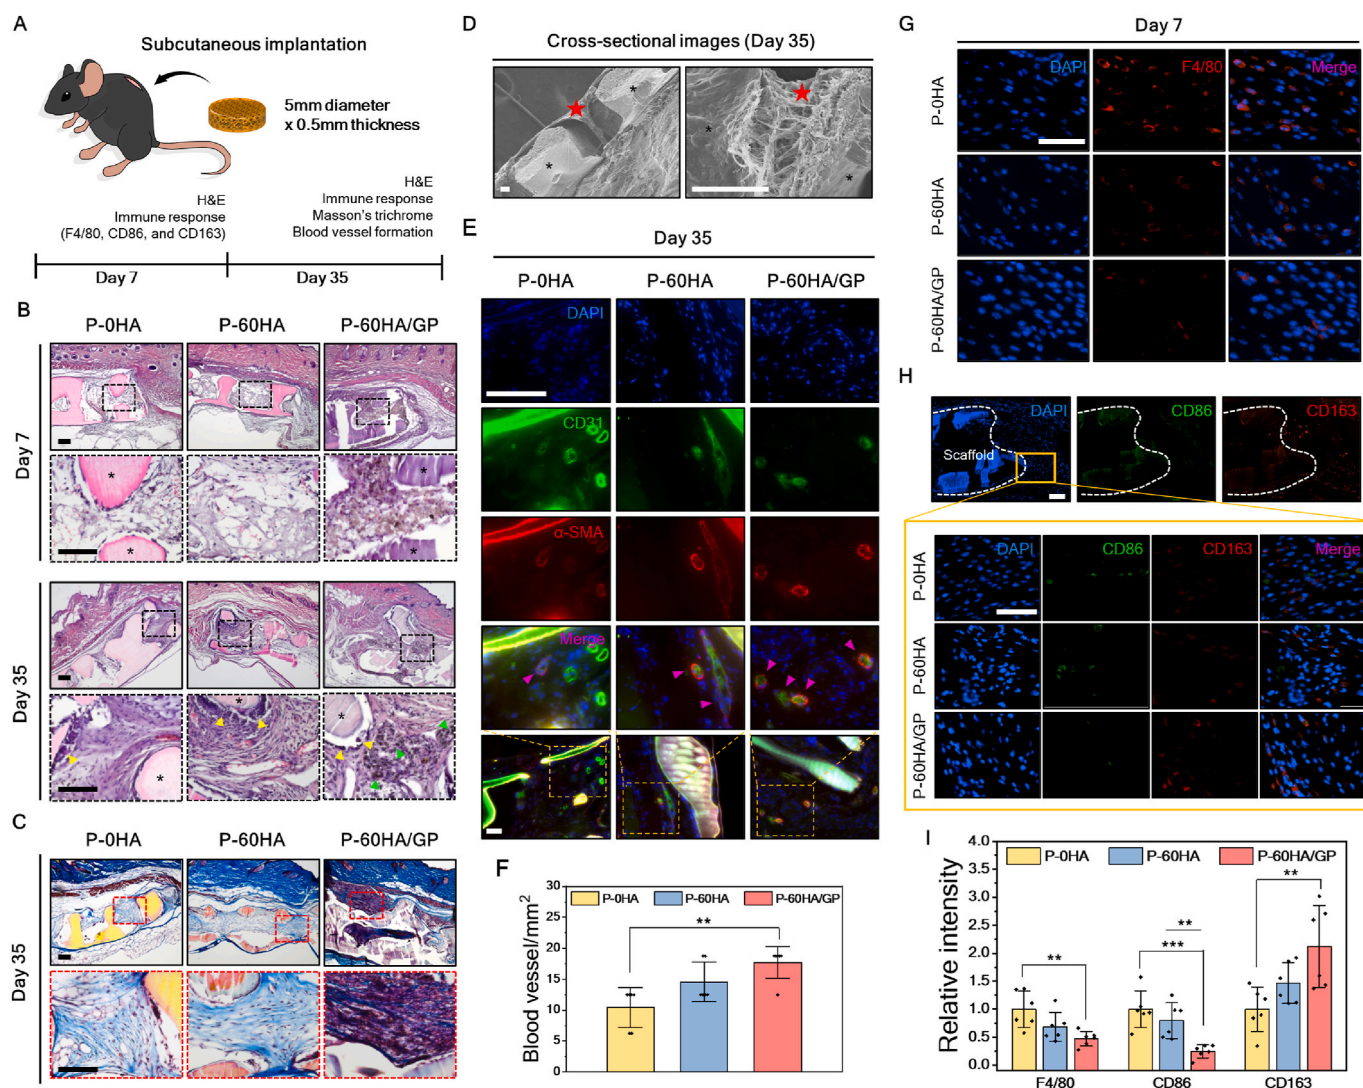 A
Subcutaneous implantation
5mm diameter
x 0.5mm thickness
H&E
Immune response
(F4/80, CD86, and CD163)
H&E
Immune response
Masson's trichrome
Blood vessel formation
Day 7
Day 35
B
P-0HA
P-60HA
P-60HA/GP
Day 7
*
*
*
*
Day 35
*
*
*
C
P-0HA
P-60HA
P-60HA/GP
Day 35
D
Cross-sectional images (Day 35)
*
*
*
*
E
Day 35
P-0HA
P-60HA
P-60HA/GP
DAPI
CD31
α-SMA
Merge
F
Blood vessel/mm2
30
25
20
15
10
5
0
P-0HA
P-60HA
P-60HA/GP
**
G
Day 7
P-0HA
DAPI
F4/80
Merge
P-60HA
P-60HA/GP
H
DAPI
CD86
CD163
Scaffold
P-0HA
DAPI
CD86
CD163
Merge
P-60HA
P-60HA/GP
I
Relative intensity
4.0
3.5
3.0
2.5
2.0
1.5
1.0
0.5
0.0
P-0HA
P-60HA
P-60HA/GP
**
**
***
**
F4/80
CD86
CD163